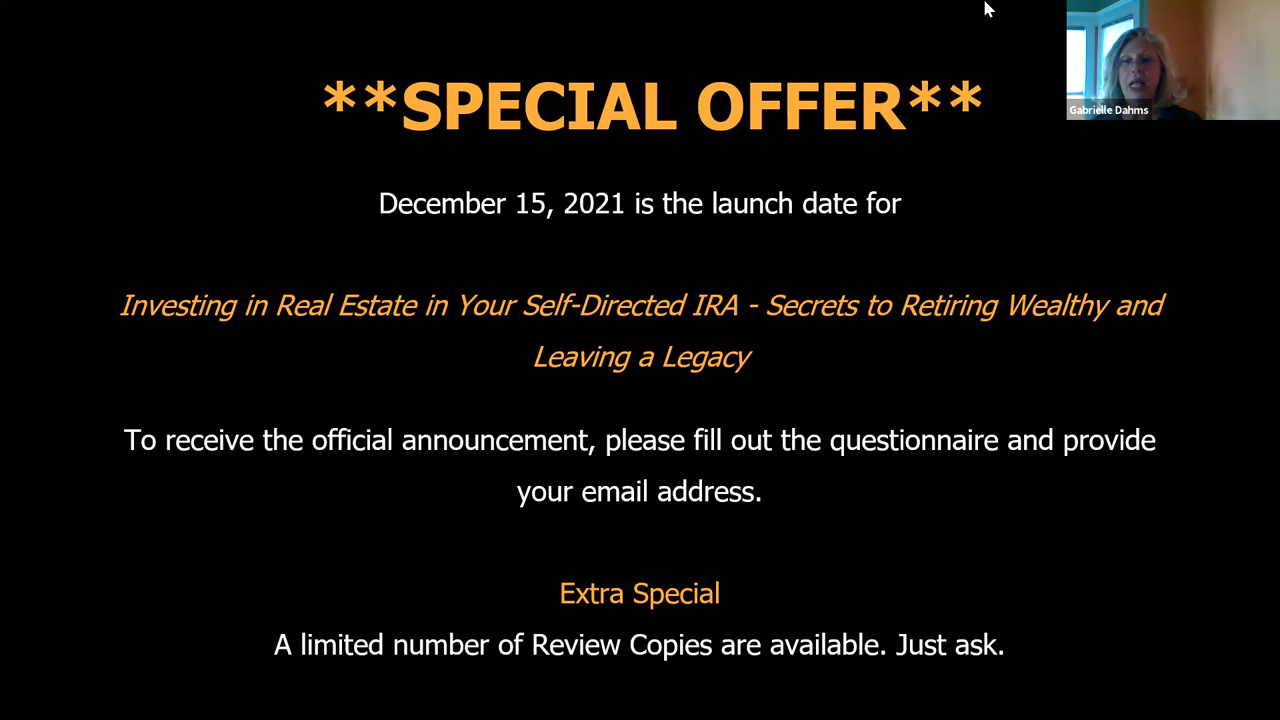 **SPECIAL OFFER**
Gabrielle Dahms
December 15, 2021 is the launch date for
Investing in Real Estate in Your Self-Directed IRA - Secrets to Retiring Wealthy and
Leaving a Legacy
To receive the official announcement, please fill out the questionnaire and provide
your email address.
Extra Special
A limited number of Review Copies are available. Just ask.